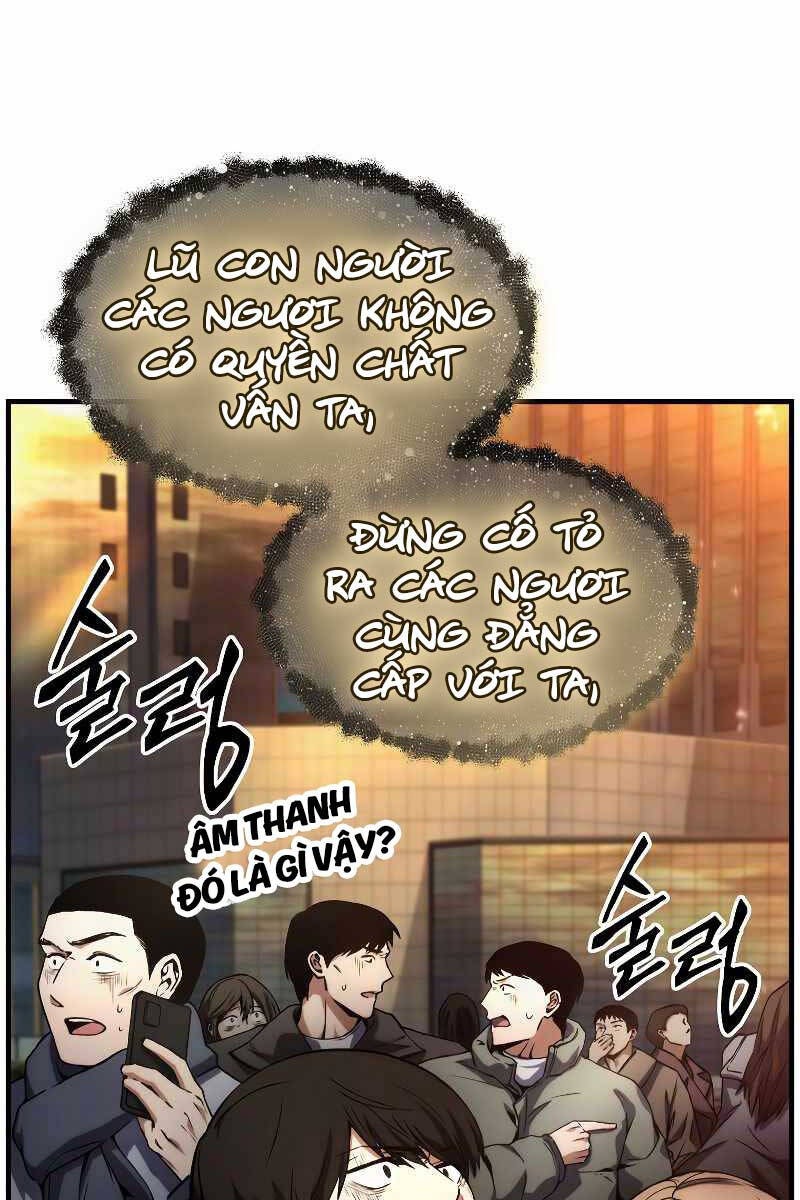 LŨ CON NGƯỜI
CÁC NGƯƠI KHÔNG
CÓ QUYỀN CHẤT
VẤN TA,
ĐỪNG CỐ TỎ
RA CÁC NGƯƠI
CÙNG ĐẲNG
CẤP VỚI TA,
술렁
ÂM THANH
ĐÓ LÀ GÌ VẬY?
술렁